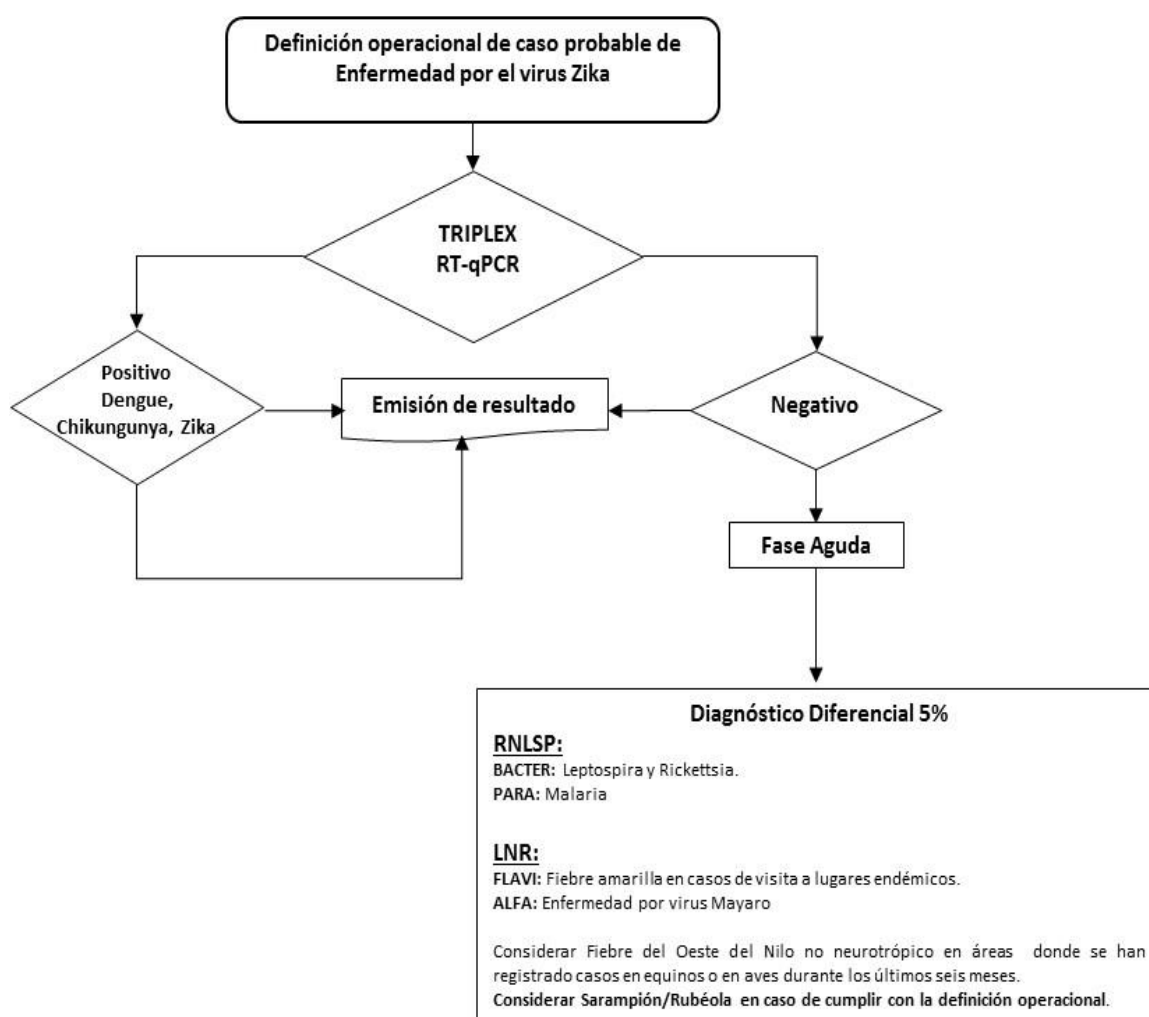 Definición operacional de caso probable de
Enfermedad por el virus Zika
TRIPLEX
RT-qPCR
Positivo
Dengue,
Chikungunya, Zika
Emisión de resultado
Negativo
Fase Aguda
Diagnóstico Diferencial 5%
RNLSP:
BACTER: Leptospira y Rickettsia.
PARA: Malaria
LNR:
FLAVI: Fiebre amarilla en casos de visita a lugares endémicos.
ALFA: Enfermedad por virus Mayaro
Considerar Fiebre del Oeste del Nilo no neurotrópico en áreas donde se han
registrado casos en equinos o en aves durante los últimos seis meses.
Considerar Sarampión/Rubéola en caso de cumplir con la definición operacional.